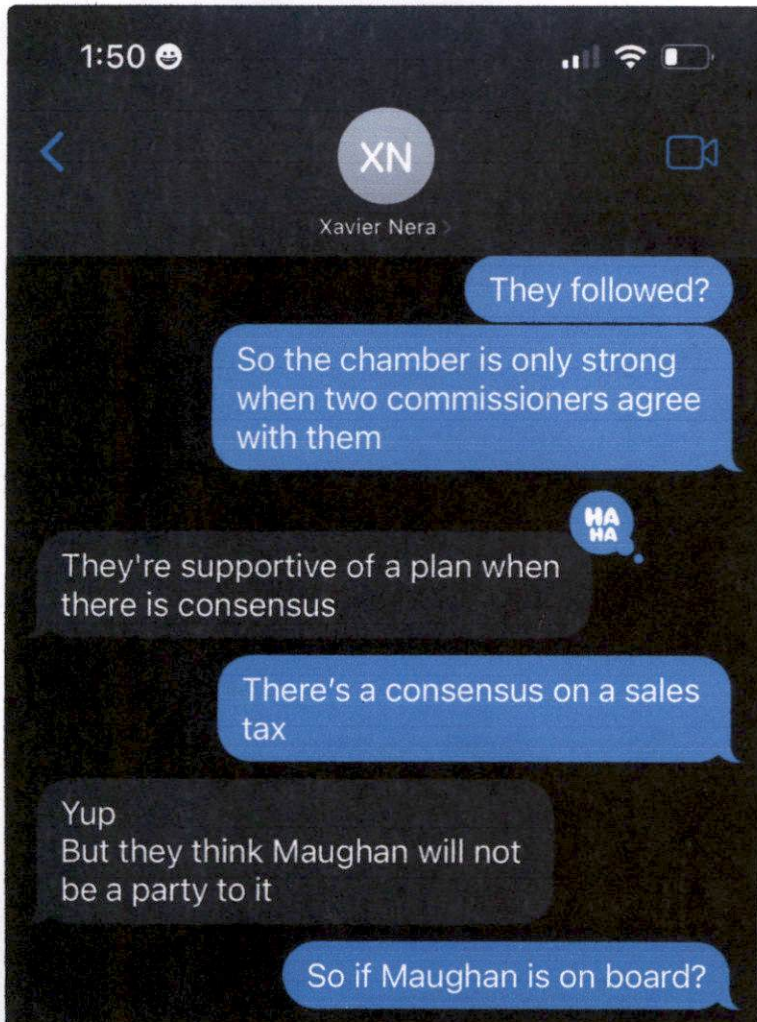 1:50
XN
Xavier Nera
They followed?
So the chamber is only strong
when two commissioners agree
with them
HA
HA
They're supportive of a plan when
there is consensus
There's a consensus on a sales
tax
Yup
But they think Maughan will not
be a party to it
So if Maughan is on board?